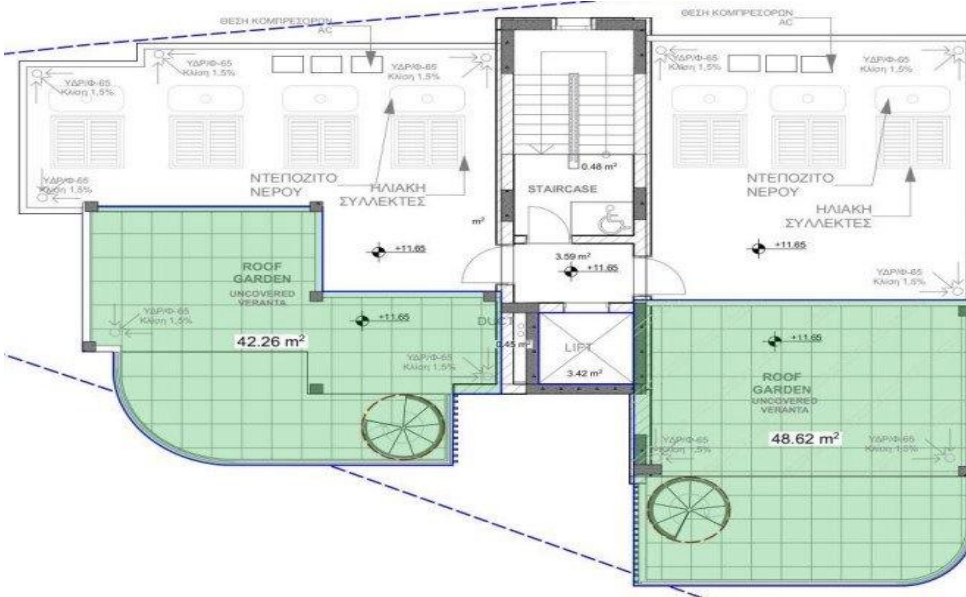 ΘΕΣΗ ΚΟΜΠΡΕΣΟΡΩΝ
AC
ΘΕΣΗ ΚΟΜΠΡΕΣΟΡΩΝ
AC
ΥΔΡ/Φ-65
Κλίση 1,5%
ΥΔΡ/Φ-65
Κλίση 1,5%
ΥΔΡ/Φ-65
Κλίση 1,5%
ΥΔΡ/Φ-65
Κλίση 1,5%
ΥΔΡ/Φ-65
Κλίση 1,5%
ΥΔΡ/Φ-65
Κλίση 1,5%
0.48 m²
ΝΤΕΠΟΖΙΤΟ
ΝΕΡΟΥ
ΗΛΙΑΚΗ
ΣΥΛΛΕΚΤΕΣ
STAIRCASE
ΝΤΕΠΟΖΙΤΟ
ΝΕΡΟΥ
ΗΛΙΑΚΗ
ΣΥΛΛΕΚΤΕΣ
m²
+11.65
3.59 m²
+11.65
+11.65
ROOF
GARDEN
UNCOVERED
VERANTA
ΥΔΡ/Φ-65
Κλίση 1,5%
ΥΔΡ/Φ-65
Κλίση 1,5%
+11.65
42.26 m²
DUCT
0.45 m²
LIFT
3.42 m²
ΥΔΡ/Φ-65
Κλίση 1,5%
+11.65
ROOF
GARDEN
UNCOVERED
VERANTA
48.62 m²
ΥΔΡ/Φ-65
Κλίση 1,5%
ΥΔΡ/Φ-65
Κλίση 1,5%